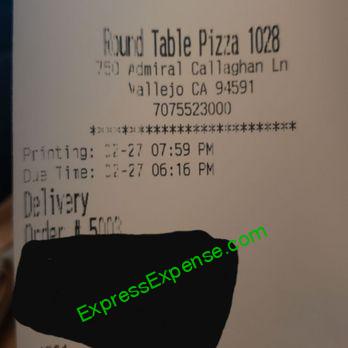 Round Table Pizza 1028
750 Admiral Callaghan Ln
Vallejo CA 94591
7075523000
******************************
Printing: 02-27 07:59 PM
Due Time: 02-27 06:16 PM
Delivery
Order # 5003
ExpressExpense.com